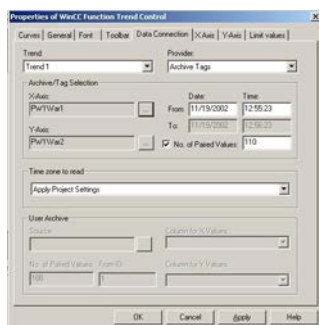 Properties of WinCC Function Trend Control
Curves General Font Toolbar Data Connection X Axis Y-Axis Limit values
Trend: Provider:
Trend 1 Archive Tags
Archive/Tag Selection
X-Axis: Date: Time:
PW1\Var1 ... From: 11/19/2002 12:55:23
Y-Axis: To: 11/19/2002 12:56:23
PW1\Var2 ... No. of Paired Values: 110
Time zone to read
Apply Project Settings
User Archive
Source: Column for X Values:
No. of Paired Values: From ID: Column for Y Values:
100 1
OK Cancel Apply Help